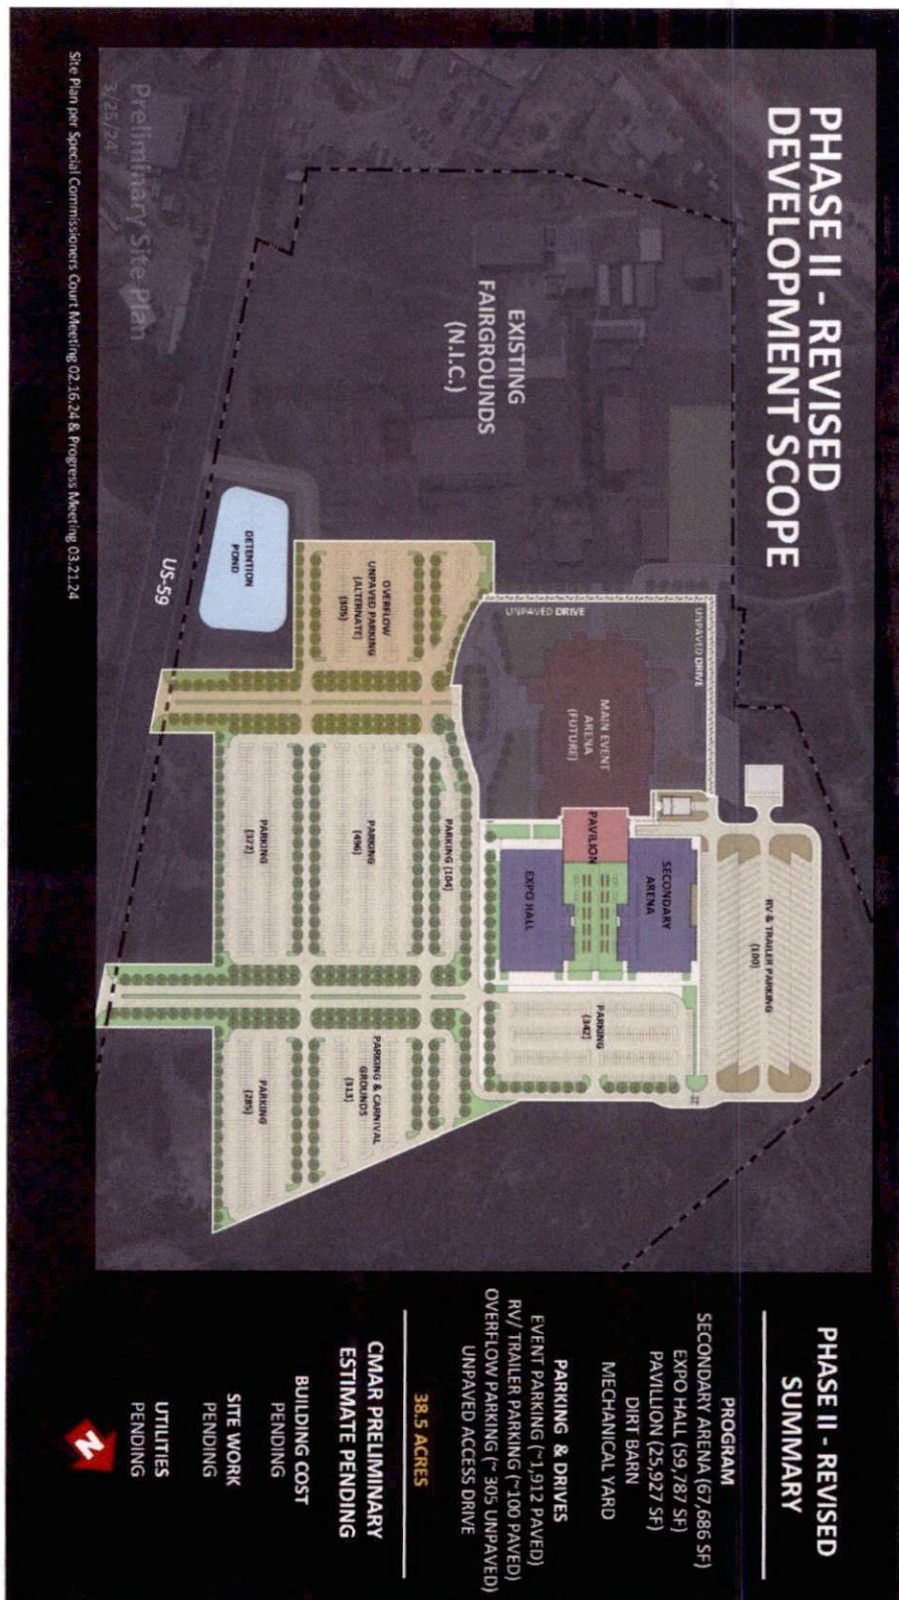 PHASE II - REVISED
DEVELOPMENT SCOPE
EXISTING
FAIRGROUNDS
(N.I.C.)
UNPAVED DRIVE
UNPAVED DRIVE
MAIN EVENT
ARENA
(FUTURE)
PAVILION
SECONDARY
ARENA
EXPO HALL
RV & TRAILER PARKING
(100)
PARKING
(342)
DETENTION
POND
OVERFLOW
UNPAVED PARKING
(ALTERNATE)
(305)
PARKING (104)
PARKING
(496)
PARKING
(372)
PARKING & CARNIVAL
GROUNDS
(313)
PARKING
(285)
US-59
Preliminary Site Plan
3/25/24
Site Plan per Special Commissioners Court Meeting 02.16.24 & Progress Meeting 03.21.24
PHASE II - REVISED
SUMMARY
PROGRAM
SECONDARY ARENA (67,686 SF)
EXPO HALL (59,787 SF)
PAVILLION (25,927 SF)
DIRT BARN
MECHANICAL YARD
PARKING & DRIVES
EVENT PARKING (~1,912 PAVED)
RV/ TRAILER PARKING (~100 PAVED)
OVERFLOW PARKING (~ 305 UNPAVED)
UNPAVED ACCESS DRIVE
38.5 ACRES
CMAR PRELIMINARY
ESTIMATE PENDING
BUILDING COST
PENDING
SITE WORK
PENDING
UTILITIES
PENDING
N